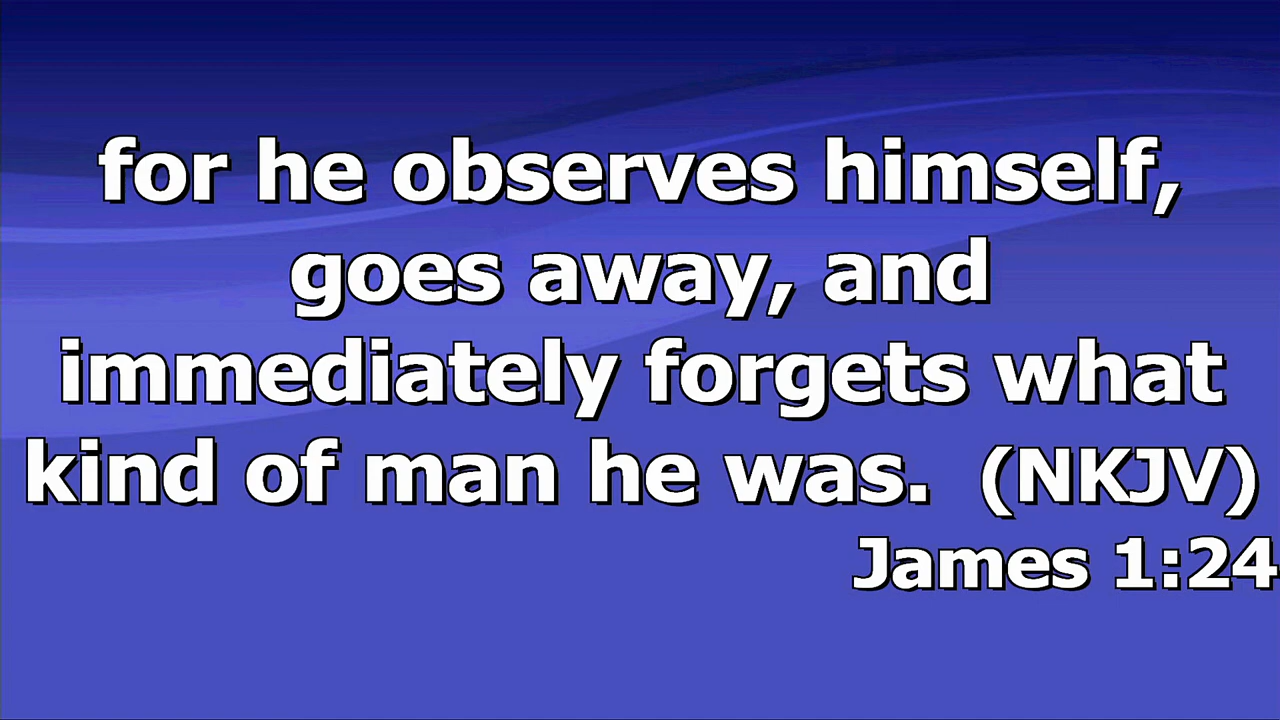 for he observes himself,
goes away, and
immediately forgets what
kind of man he was.  (NKJV)
James 1:24